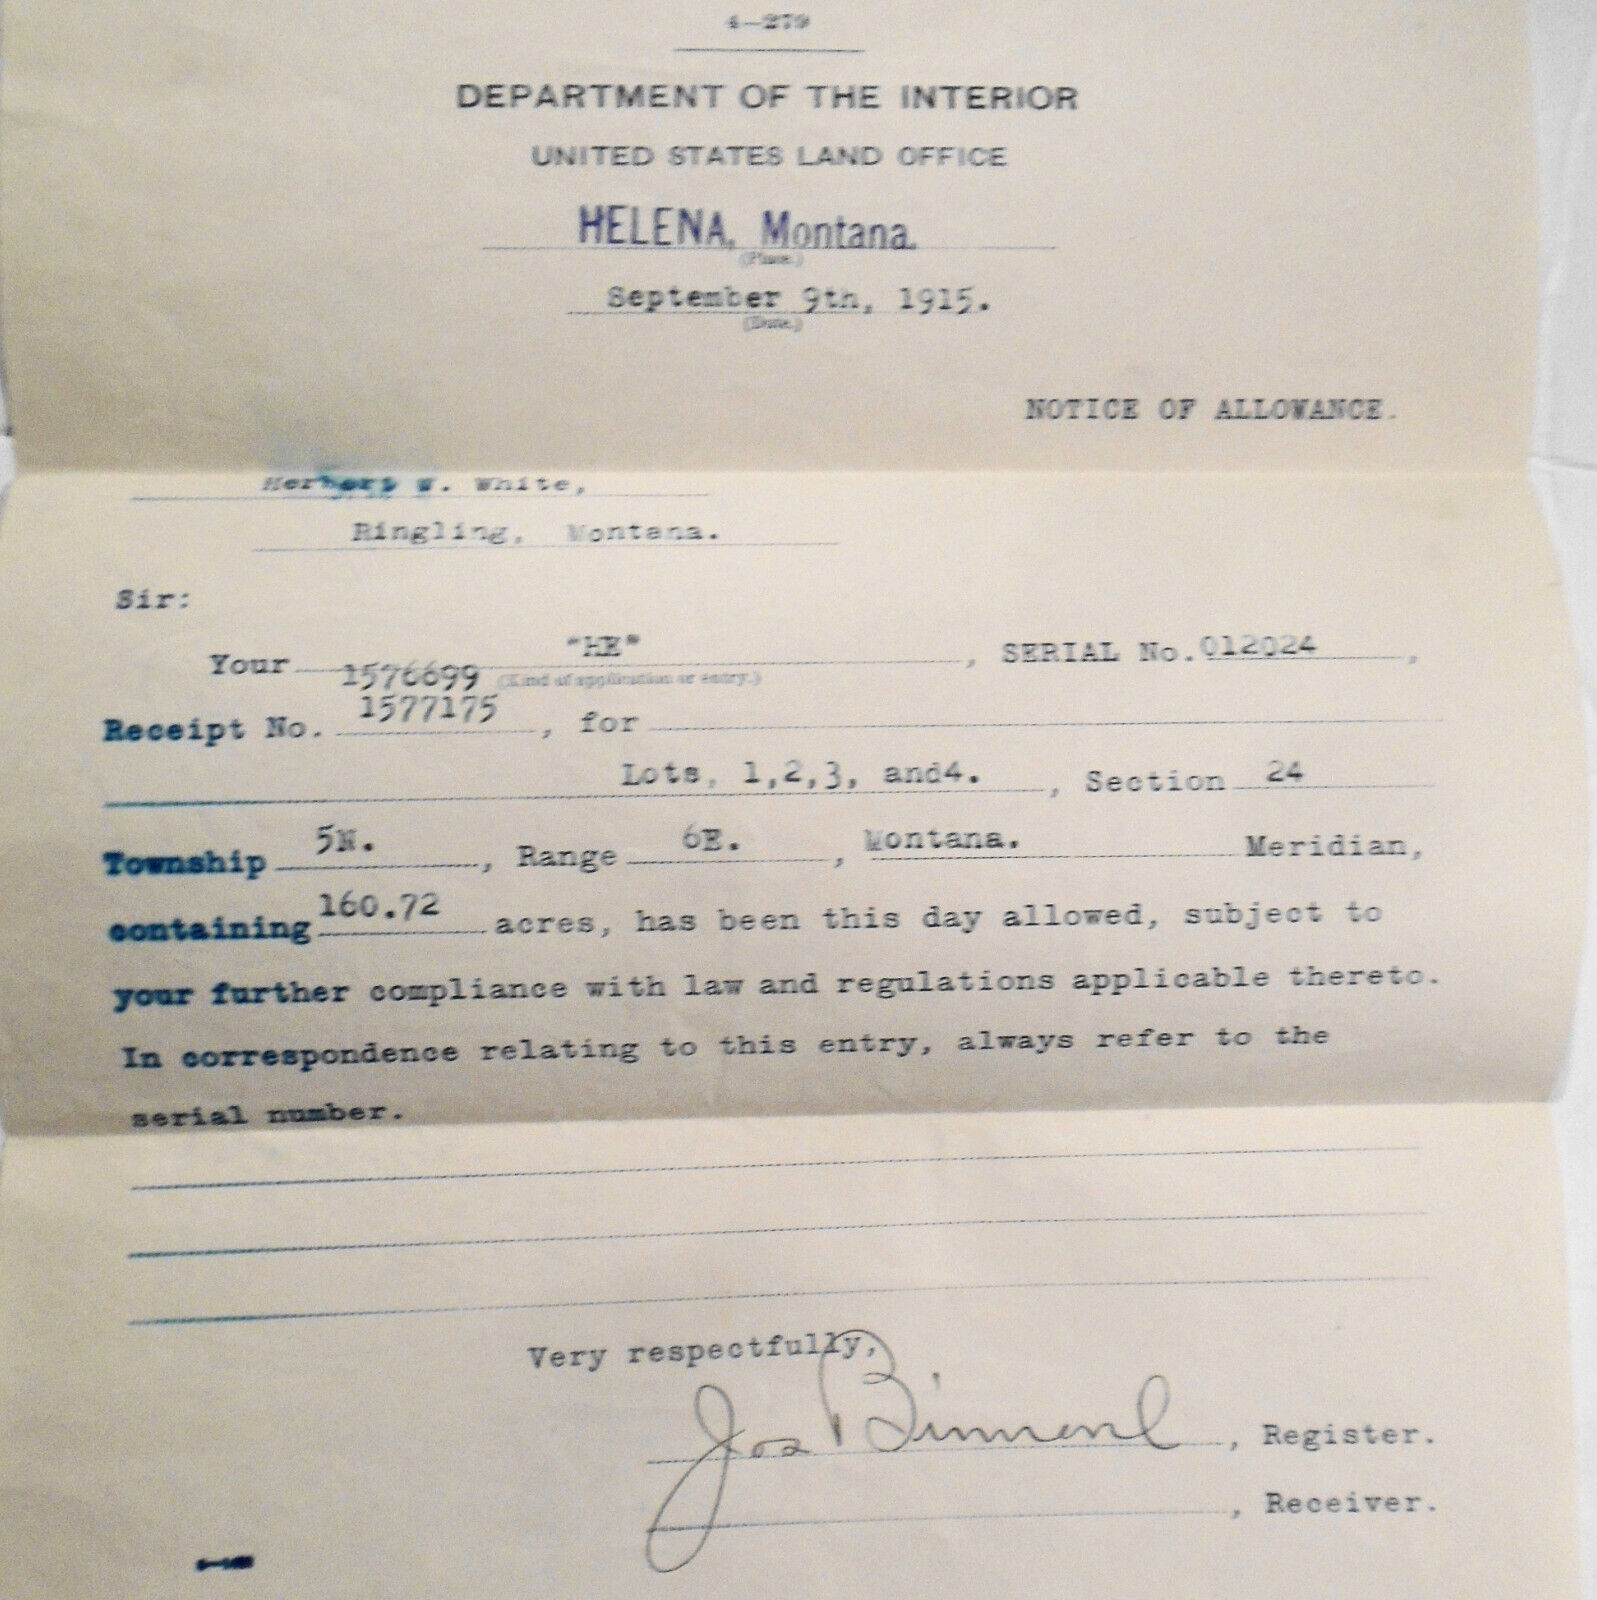 4—279
DEPARTMENT OF THE INTERIOR
UNITED STATES LAND OFFICE
HELENA, Montana.
(Place.)
September 9th, 1915.
(Date.)
NOTICE OF ALLOWANCE.
Herbert W. White,
Ringling, Montana.
Sir:
Your "HE", SERIAL No. 012024,
1576699 (Kind of application or entry.)
1577175
Receipt No. , for
Lots, 1,2,3, and4., Section 24
Township 5N., Range 6E., Montana. Meridian,
containing 160.72 acres, has been this day allowed, subject to
your further compliance with law and regulations applicable thereto.
In correspondence relating to this entry, always refer to the
serial number.
Very respectfully,
Jos Binnard, Register.
, Receiver.